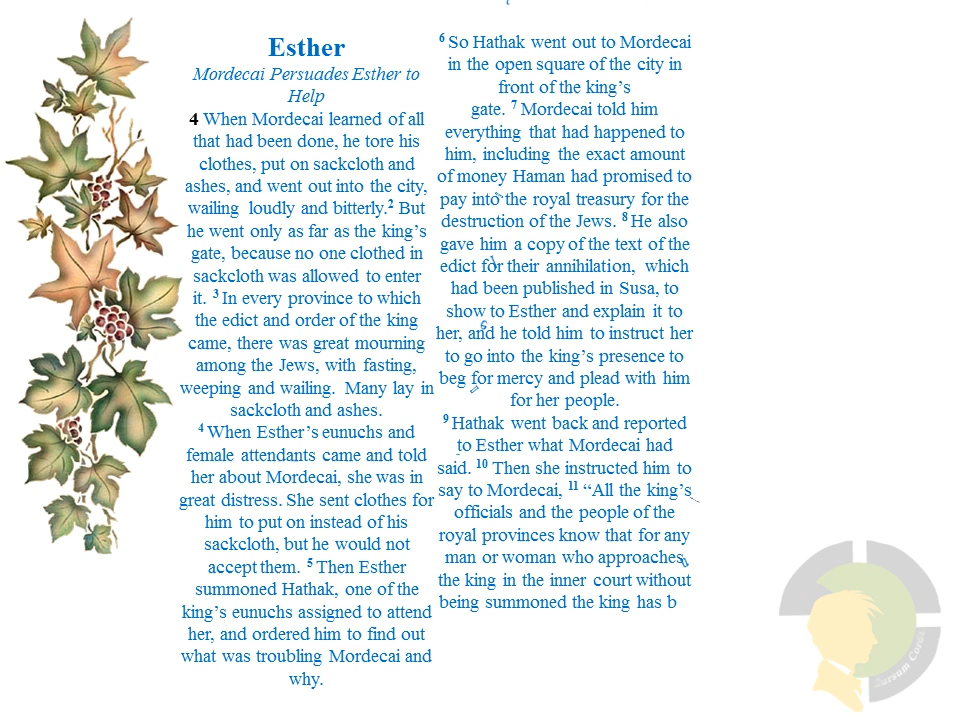 Esther
Mordecai Persuades Esther to
Help
4 When Mordecai learned of all
that had been done, he tore his
clothes, put on sackcloth and
ashes, and went out into the city,
wailing loudly and bitterly.2 But
he went only as far as the king’s
gate, because no one clothed in
sackcloth was allowed to enter
it. 3 In every province to which
the edict and order of the king
came, there was great mourning
among the Jews, with fasting,
weeping and wailing. Many lay in
sackcloth and ashes.
4 When Esther’s eunuchs and
female attendants came and told
her about Mordecai, she was in
great distress. She sent clothes for
him to put on instead of his
sackcloth, but he would not
accept them. 5 Then Esther
summoned Hathak, one of the
king’s eunuchs assigned to attend
her, and ordered him to find out
what was troubling Mordecai and
why.
6 So Hathak went out to Mordecai
in the open square of the city in
front of the king’s
gate. 7 Mordecai told him
everything that had happened to
him, including the exact amount
of money Haman had promised to
pay into the royal treasury for the
destruction of the Jews. 8 He also
gave him a copy of the text of the
edict for their annihilation, which
had been published in Susa, to
show to Esther and explain it to
her, and he told him to instruct her
to go into the king’s presence to
beg for mercy and plead with him
for her people.
9 Hathak went back and reported
to Esther what Mordecai had
said. 10 Then she instructed him to
say to Mordecai, 11 “All the king’s
officials and the people of the
royal provinces know that for any
man or woman who approaches
the king in the inner court without
being summoned the king has b
Sursum Corda